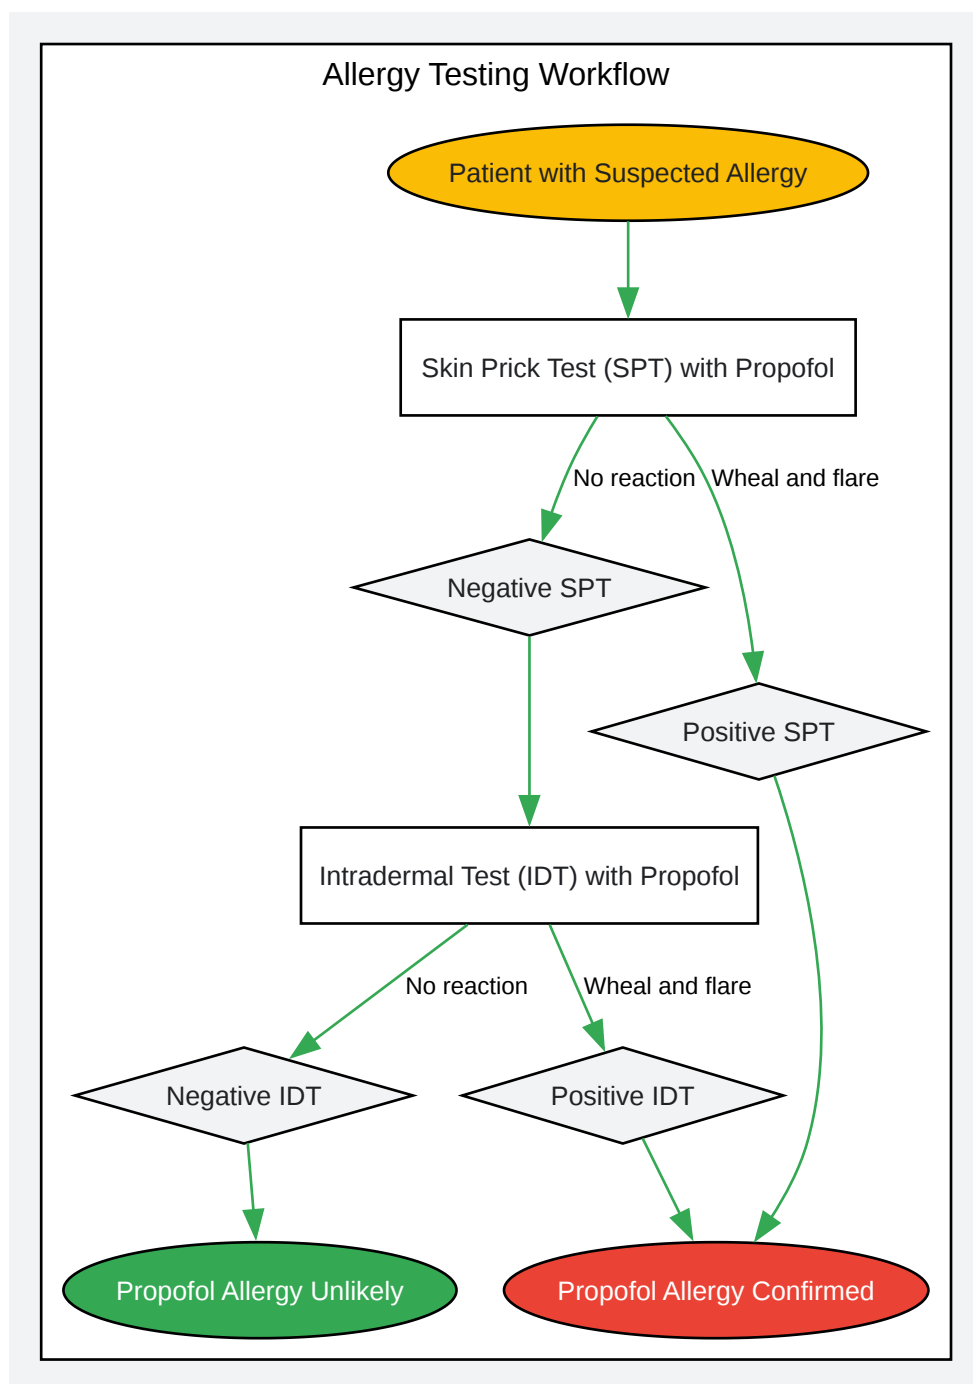 Allergy Testing Workflow
Patient with Suspected Allergy
Skin Prick Test (SPT) with Propofol
No reaction
Wheal and flare
Negative SPT
Positive SPT
Intradermal Test (IDT) with Propofol
No reaction
Wheal and flare
Negative IDT
Positive IDT
Propofol Allergy Unlikely
Propofol Allergy Confirmed